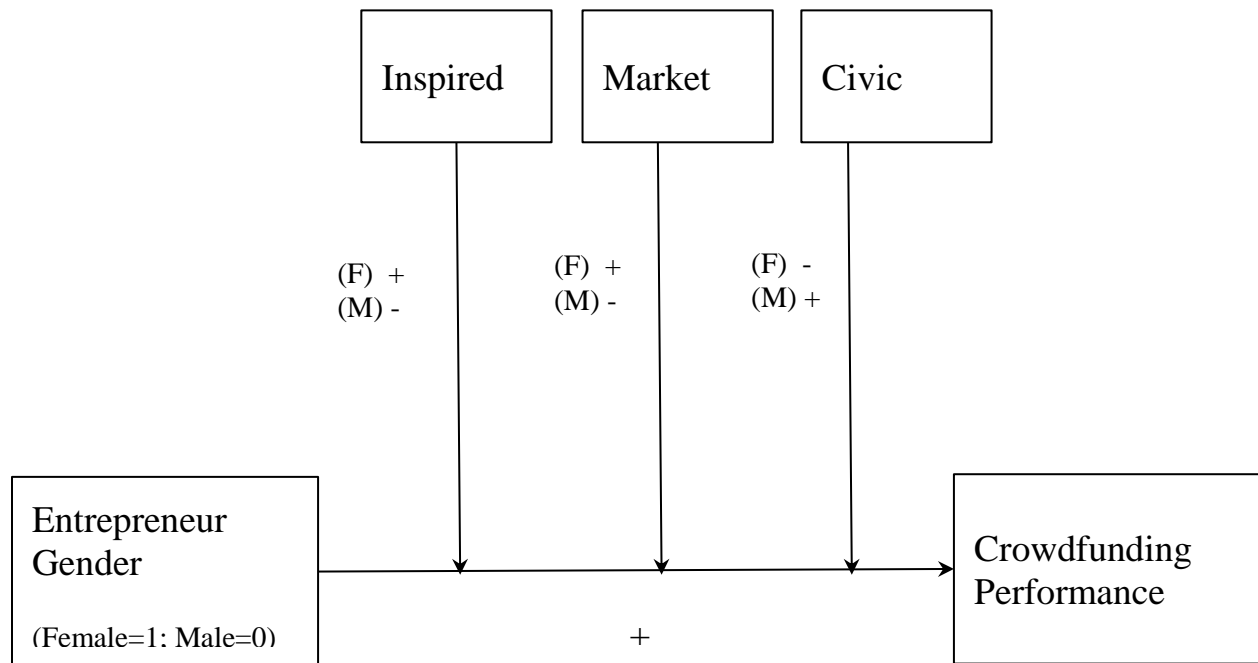 Inspired
Market
Civic
(F)  +
(M) -
(F)  +
(M) -
(F)  -
(M) +
Entrepreneur
Gender
(Female=1; Male=0)
Crowdfunding
Performance
+